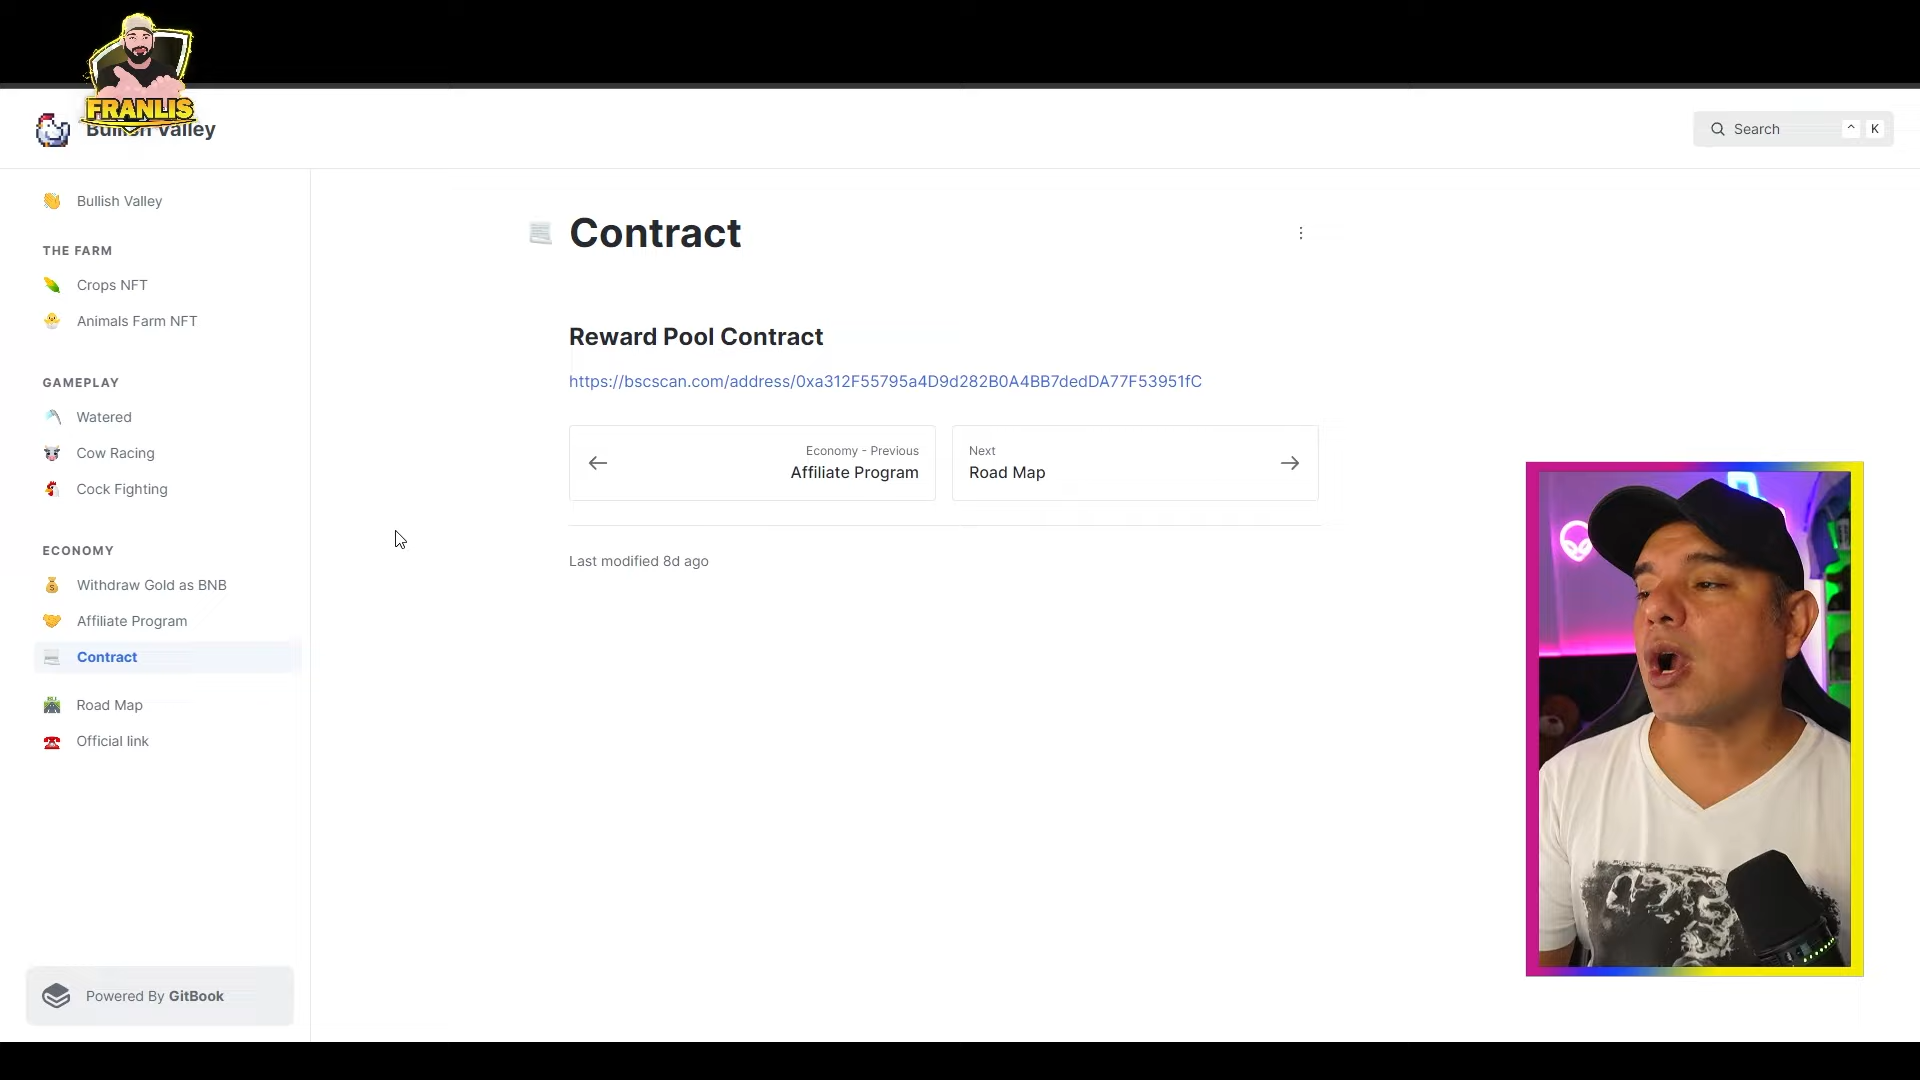 FRANLIS
Bullish Valley
Search
^ K
Bullish Valley
THE FARM
Crops NFT
Animals Farm NFT
GAMEPLAY
Watered
Cow Racing
Cock Fighting
ECONOMY
Withdraw Gold as BNB
Affiliate Program
Contract
Road Map
Official link
Powered By GitBook
Contract
Reward Pool Contract
https://bscscan.com/address/0xa312F55795a4D9d282B0A4BB7dedDA77F53951fC
Economy - Previous
Affiliate Program
Next
Road Map
Last modified 8d ago